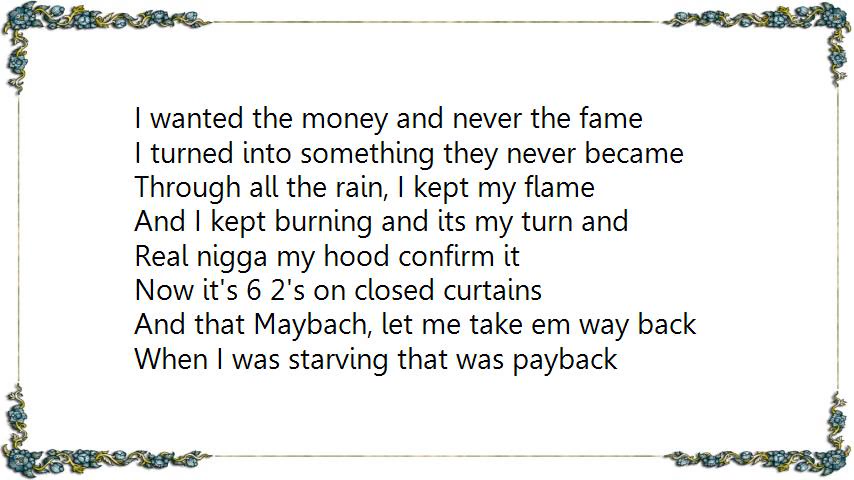 I wanted the money and never the fame
I turned into something they never became
Through all the rain, I kept my flame
And I kept burning and its my turn and
Real nigga my hood confirm it
Now it's 6 2's on closed curtains
And that Maybach, let me take em way back
When I was starving that was payback